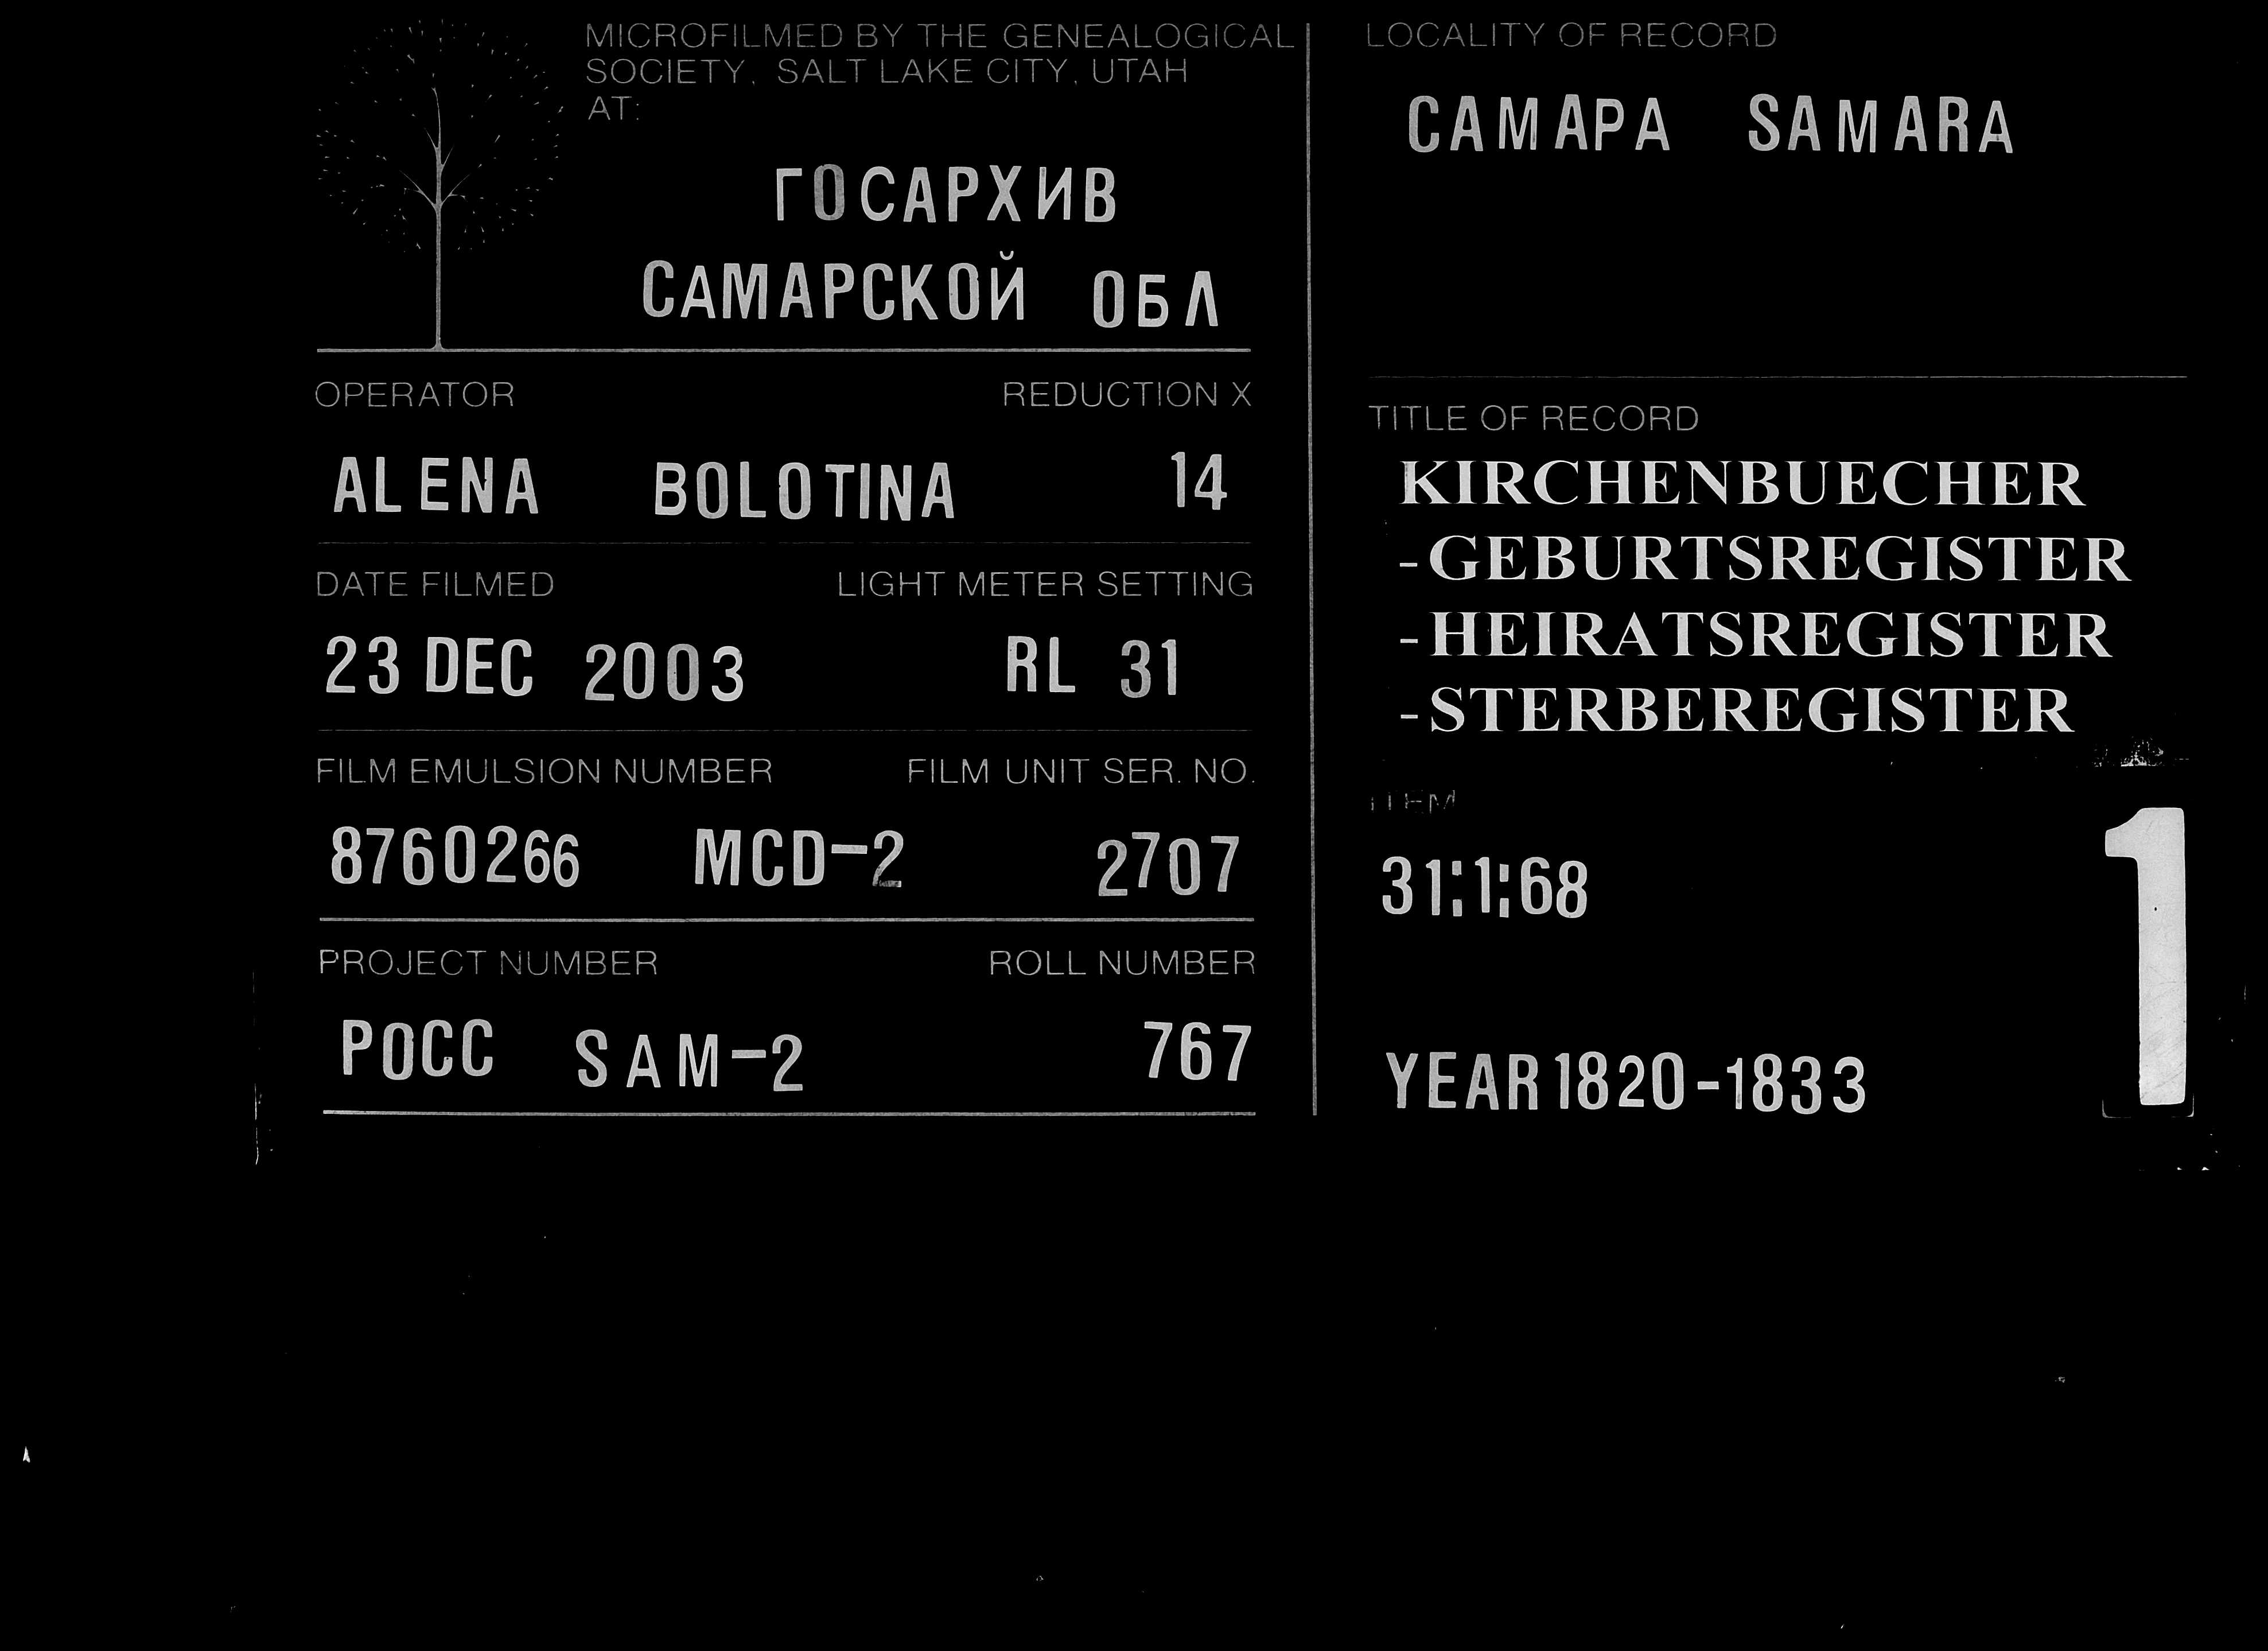 MICROFILMED BY THE GENEALOGICAL
SOCIETY, SALT LAKE CITY, UTAH
AT:
ГОСАРХИВ
САМАРСКОЙ ОБЛ
OPERATOR REDUCTION X
ALENA BOLOTINA 14
DATE FILMED LIGHT METER SETTING
23 DEC 2003 RL 31
FILM EMULSION NUMBER FILM UNIT SER. NO.
8760266 MCD-2 2707
PROJECT NUMBER ROLL NUMBER
РОСС SAM-2 767
LOCALITY OF RECORD
САМАРА SAMARA
TITLE OF RECORD
KIRCHENBUECHER
-GEBURTSREGISTER
-HEIRATSREGISTER
-STERBEREGISTER
ITEM
31:1:68
1
YEAR 1820-1833